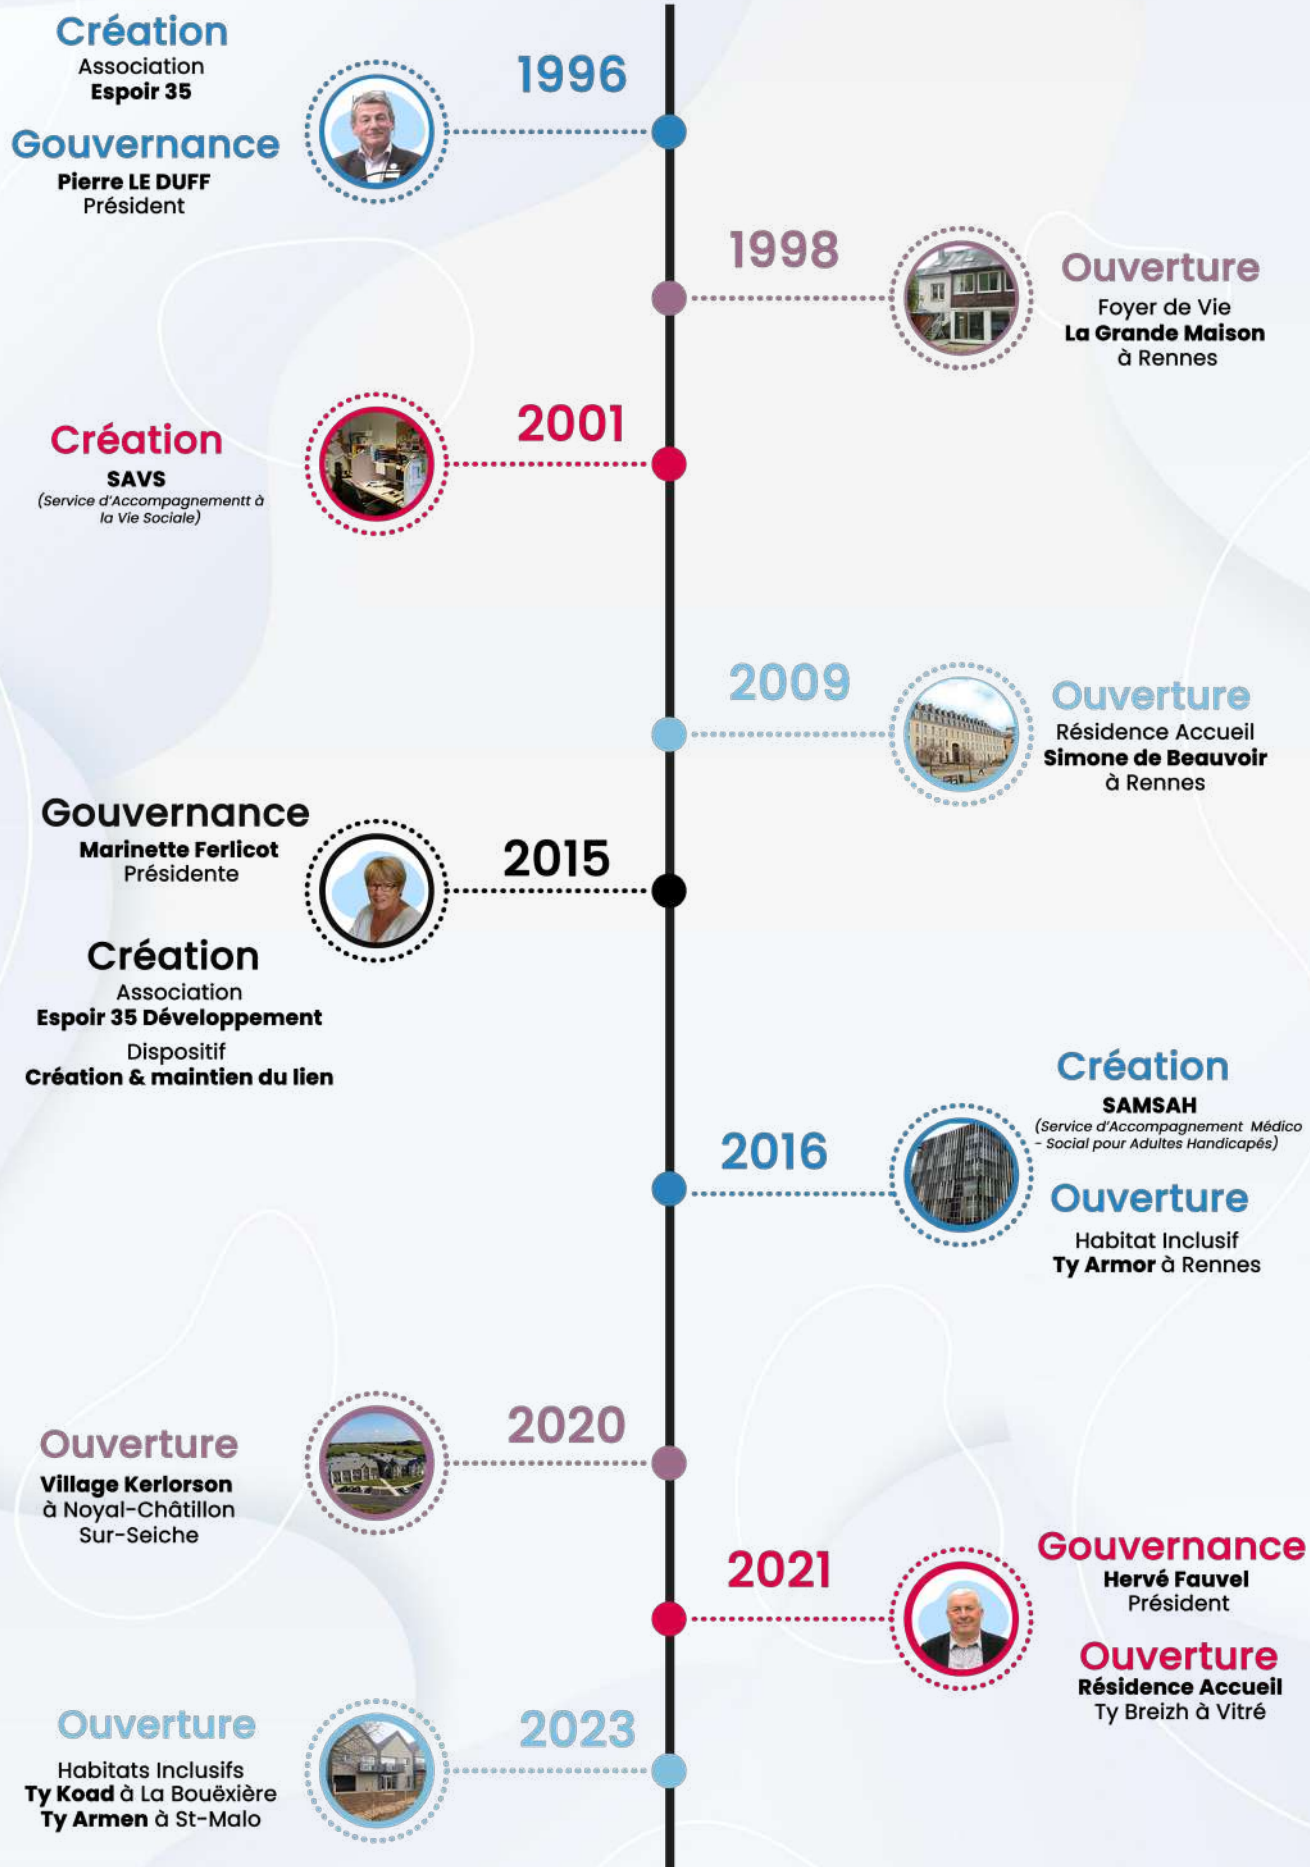 Création
Association
Espoir 35
Gouvernance
Pierre LE DUFF
Président
1996
1998
Ouverture
Foyer de Vie
La Grande Maison
à Rennes
Création
SAVS
(Service d'Accompagnementt à
la Vie Sociale)
2001
2009
Ouverture
Résidence Accueil
Simone de Beauvoir
à Rennes
Gouvernance
Marinette Ferlicot
Présidente
2015
Création
Association
Espoir 35 Développement
Dispositif
Création & maintien du lien
2016
Création
SAMSAH
(Service d'Accompagnement Médico
- Social pour Adultes Handicapés)
Ouverture
Habitat Inclusif
Ty Armor à Rennes
Ouverture
Village Kerlorson
à Noyal-Châtillon
Sur-Seiche
2020
2021
Gouvernance
Hervé Fauvel
Président
Ouverture
Résidence Accueil
Ty Breizh à Vitré
Ouverture
Habitats Inclusifs
Ty Koad à La Bouëxière
Ty Armen à St-Malo
2023